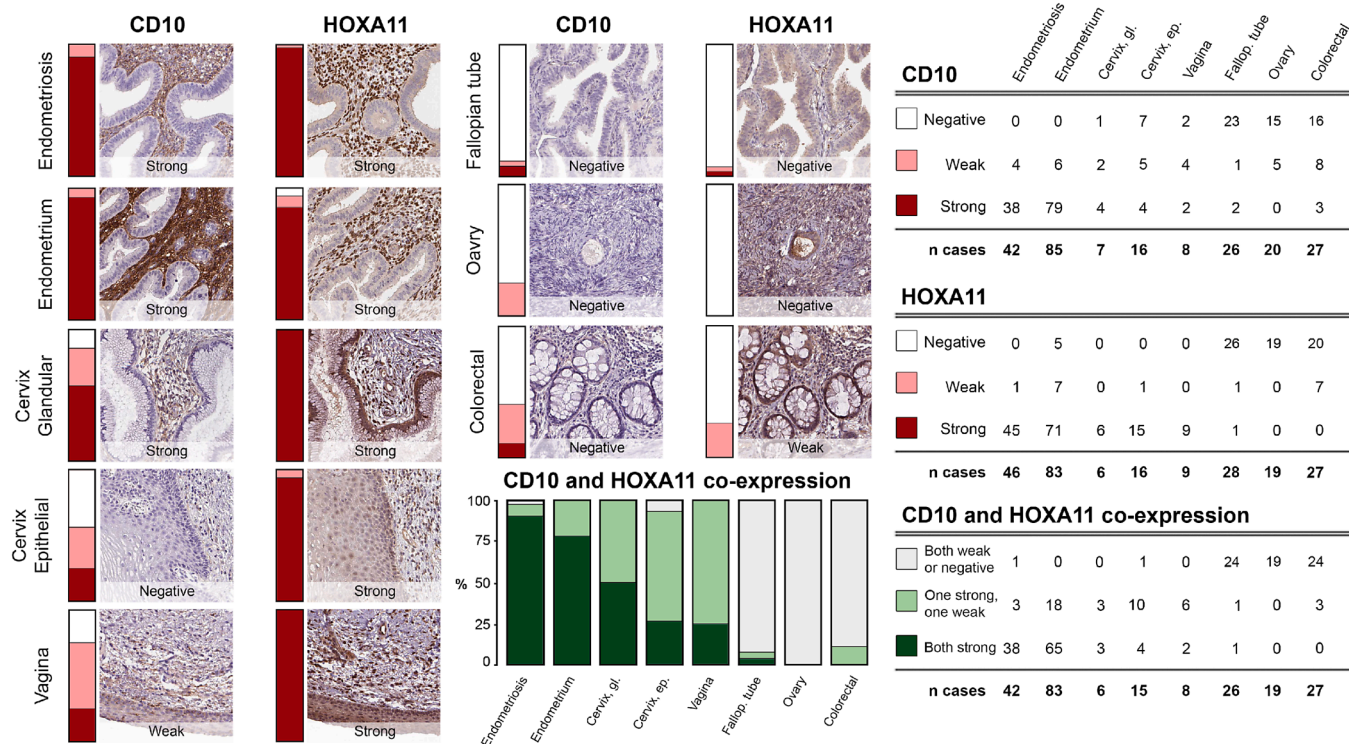 CD10 HOXA11
Endometriosis
Strong Strong
Endometrium
Strong Strong
Cervix
Glandular
Strong Strong
Cervix
Epithelial
Negative Strong
Vagina
Weak Strong
CD10 HOXA11
Fallopian tube
Negative Negative
Oavry
Negative Negative
Colorectal
Negative Weak
CD10 and HOXA11 co-expression
100
75
%
50
25
0
Endometriosis Endometrium Cervix, gl. Cervix, ep. Vagina Fallop. tube Ovary Colorectal
Endometriosis Endometrium Cervix, gl. Cervix, ep. Vagina Fallop. tube Ovary Colorectal
CD10
Negative 0 0 1 7 2 23 15 16
Weak 4 6 2 5 4 1 5 8
Strong 38 79 4 4 2 2 0 3
n cases 42 85 7 16 8 26 20 27
HOXA11
Negative 0 5 0 0 0 26 19 20
Weak 1 7 0 1 0 1 0 7
Strong 45 71 6 15 9 1 0 0
n cases 46 83 6 16 9 28 19 27
CD10 and HOXA11 co-expression
Both weak
or negative 1 0 0 1 0 24 19 24
One strong,
one weak 3 18 3 10 6 1 0 3
Both strong 38 65 3 4 2 1 0 0
n cases 42 83 6 15 8 26 19 27